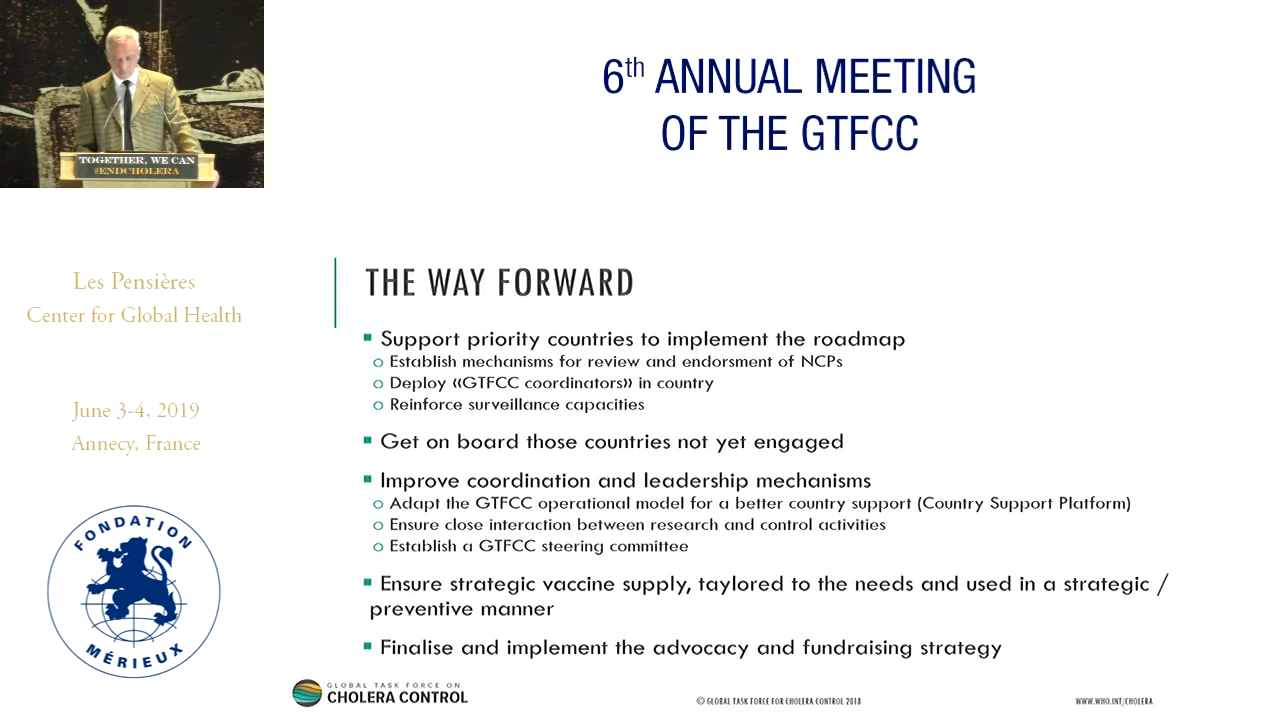 TOGETHER, WE CAN
#ENDCHOLERA
6th ANNUAL MEETING
OF THE GTFCC
Les Pensières
Center for Global Health
June 3-4, 2019
Annecy, France
FONDATION
MÉRIEUX
THE WAY FORWARD
▪ Support priority countries to implement the roadmap
o Establish mechanisms for review and endorsment of NCPs
o Deploy «GTFCC coordinators» in country
o Reinforce surveillance capacities
▪ Get on board those countries not yet engaged
▪ Improve coordination and leadership mechanisms
o Adapt the GTFCC operational model for a better country support (Country Support Platform)
o Ensure close interaction between research and control activities
o Establish a GTFCC steering committee
▪ Ensure strategic vaccine supply, taylored to the needs and used in a strategic /
preventive manner
▪ Finalise and implement the advocacy and fundraising strategy
GLOBAL TASK FORCE ON
CHOLERA CONTROL
© GLOBAL TASK FORCE FOR CHOLERA CONTROL 2018
WWW.WHO.INT/CHOLERA